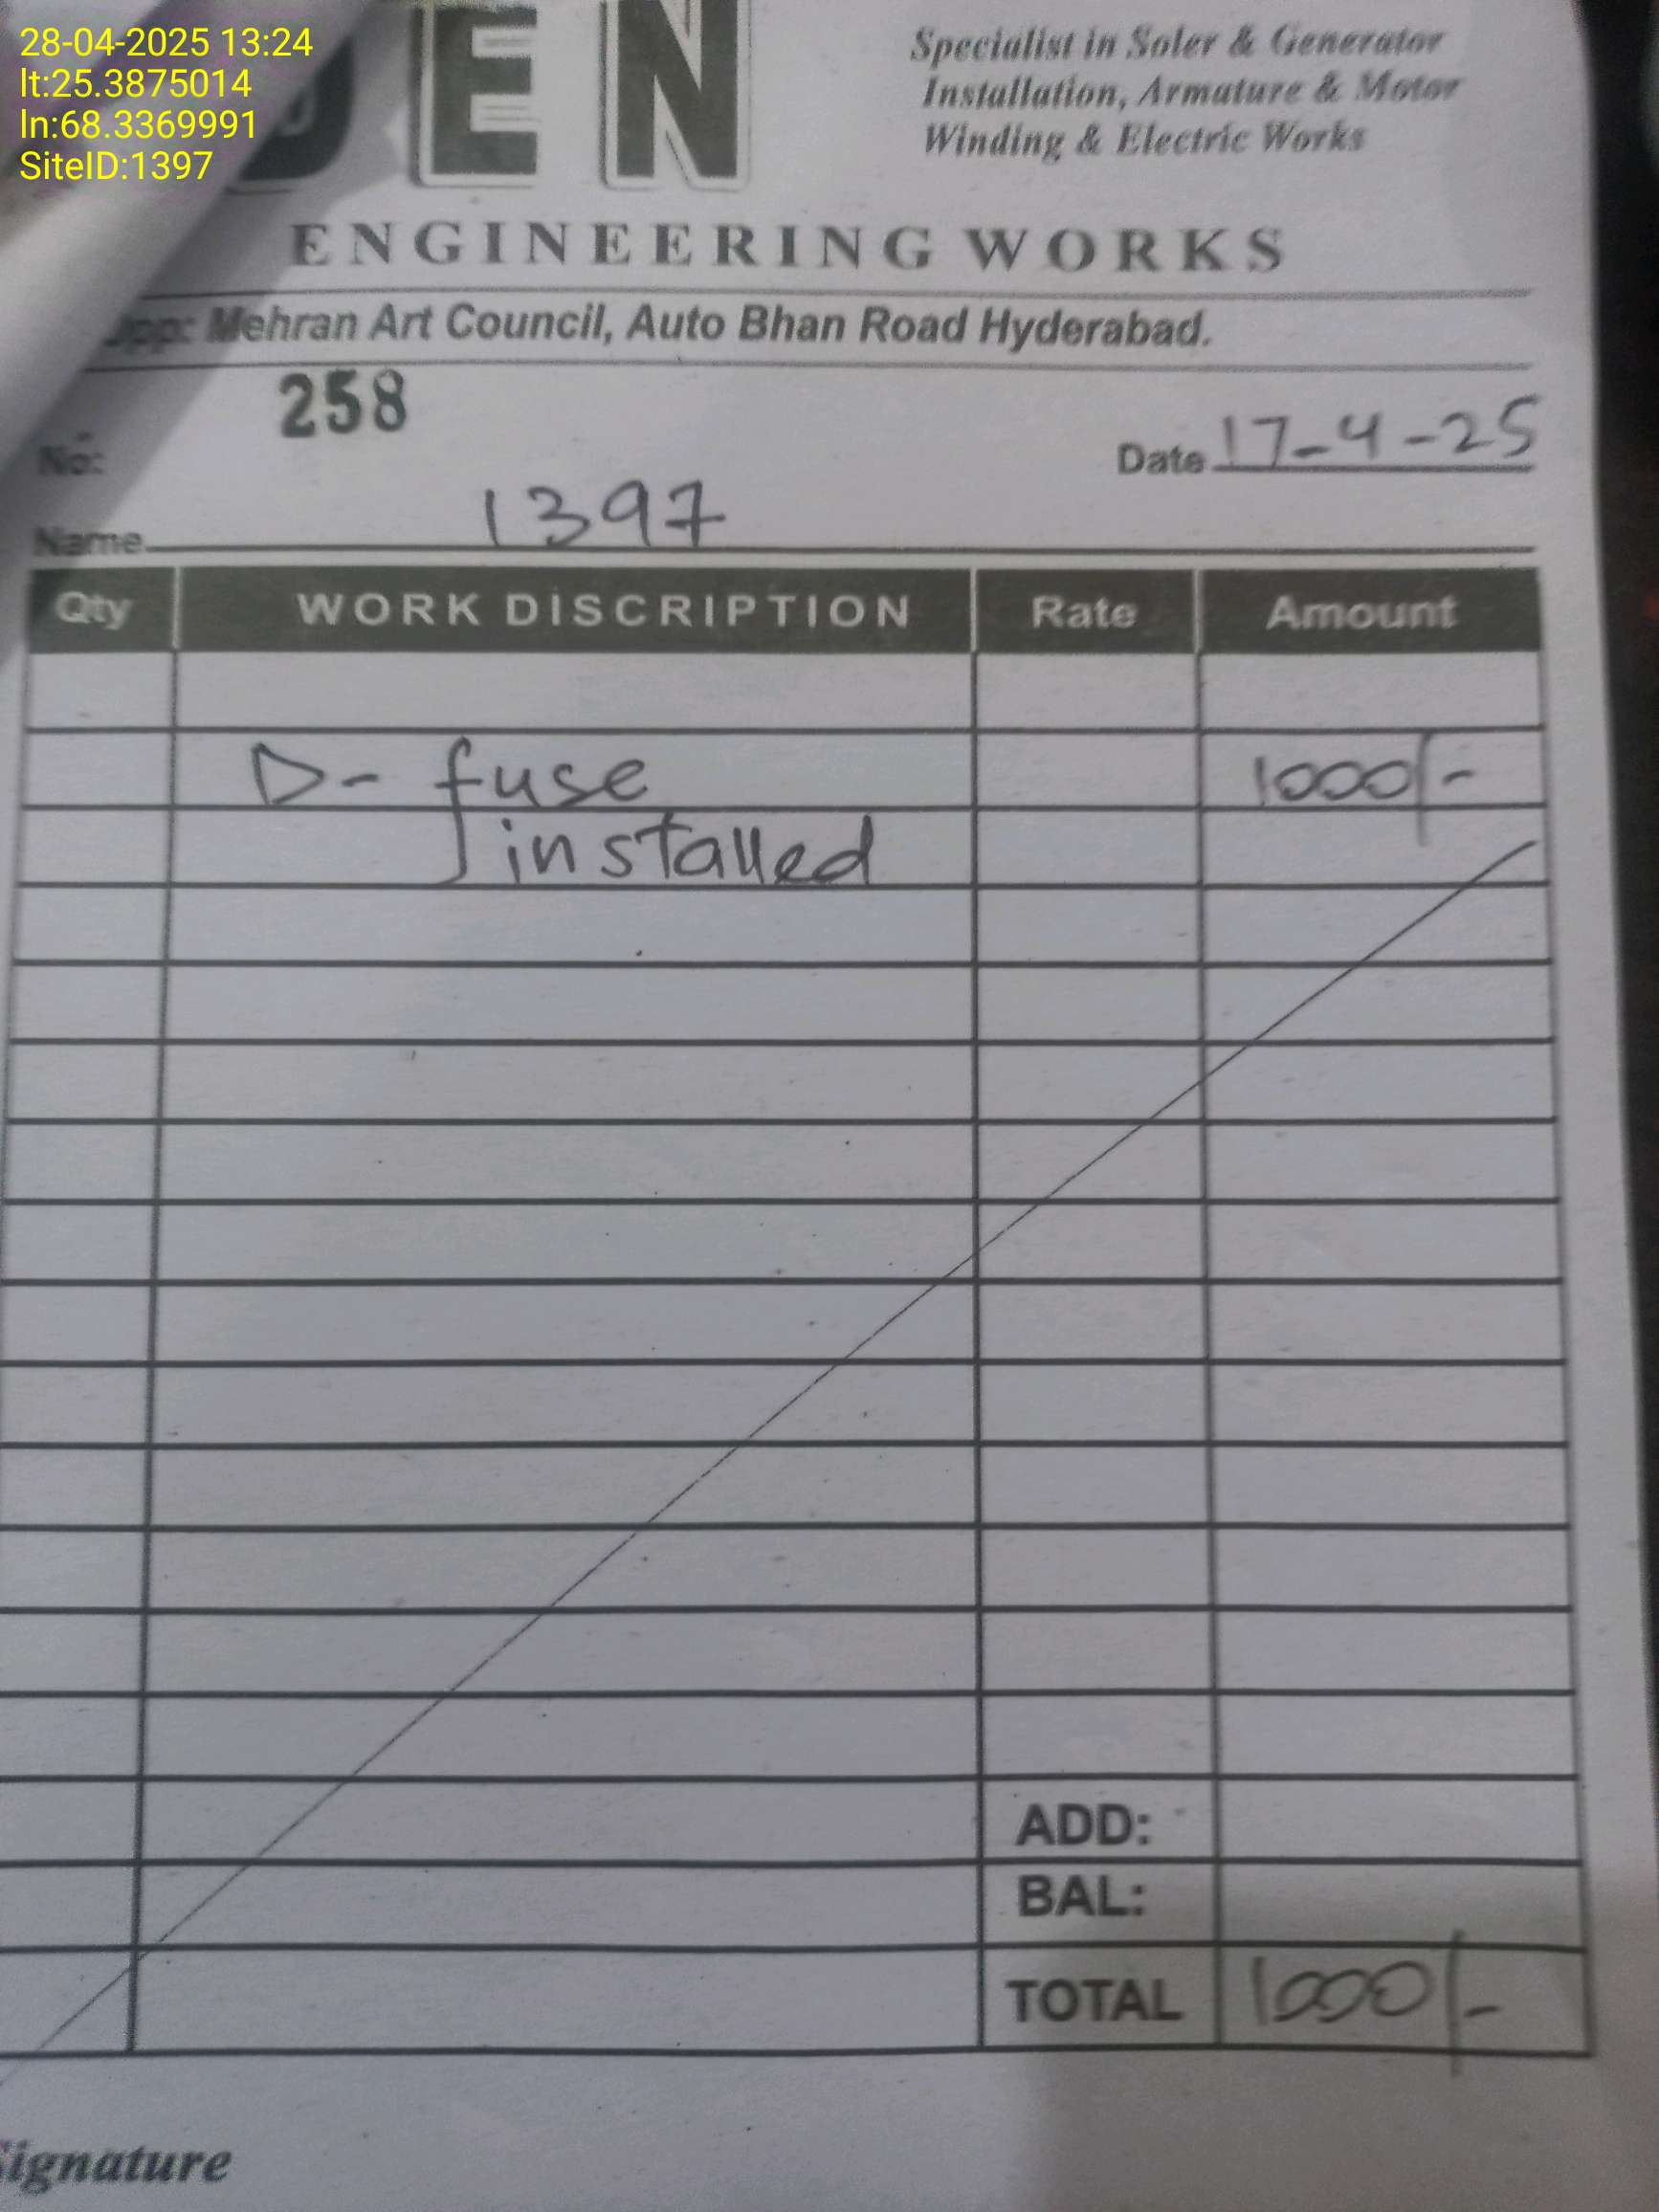 28-04-2025 13:24
lt:25.3875014
ln:68.3369991
SiteID:1397
EN
Specialist in Soler & Generator
Installation, Armature & Motor
Winding & Electric Works
ENGINEERING WORKS
Opp: Mehran Art Council, Auto Bhan Road Hyderabad.
No: 258
Date 17-4-25
Name 1397
Qty WORK DISCRIPTION Rate Amount
D- fuse 1000/-
installed
ADD:
BAL:
TOTAL 1000/-
Signature